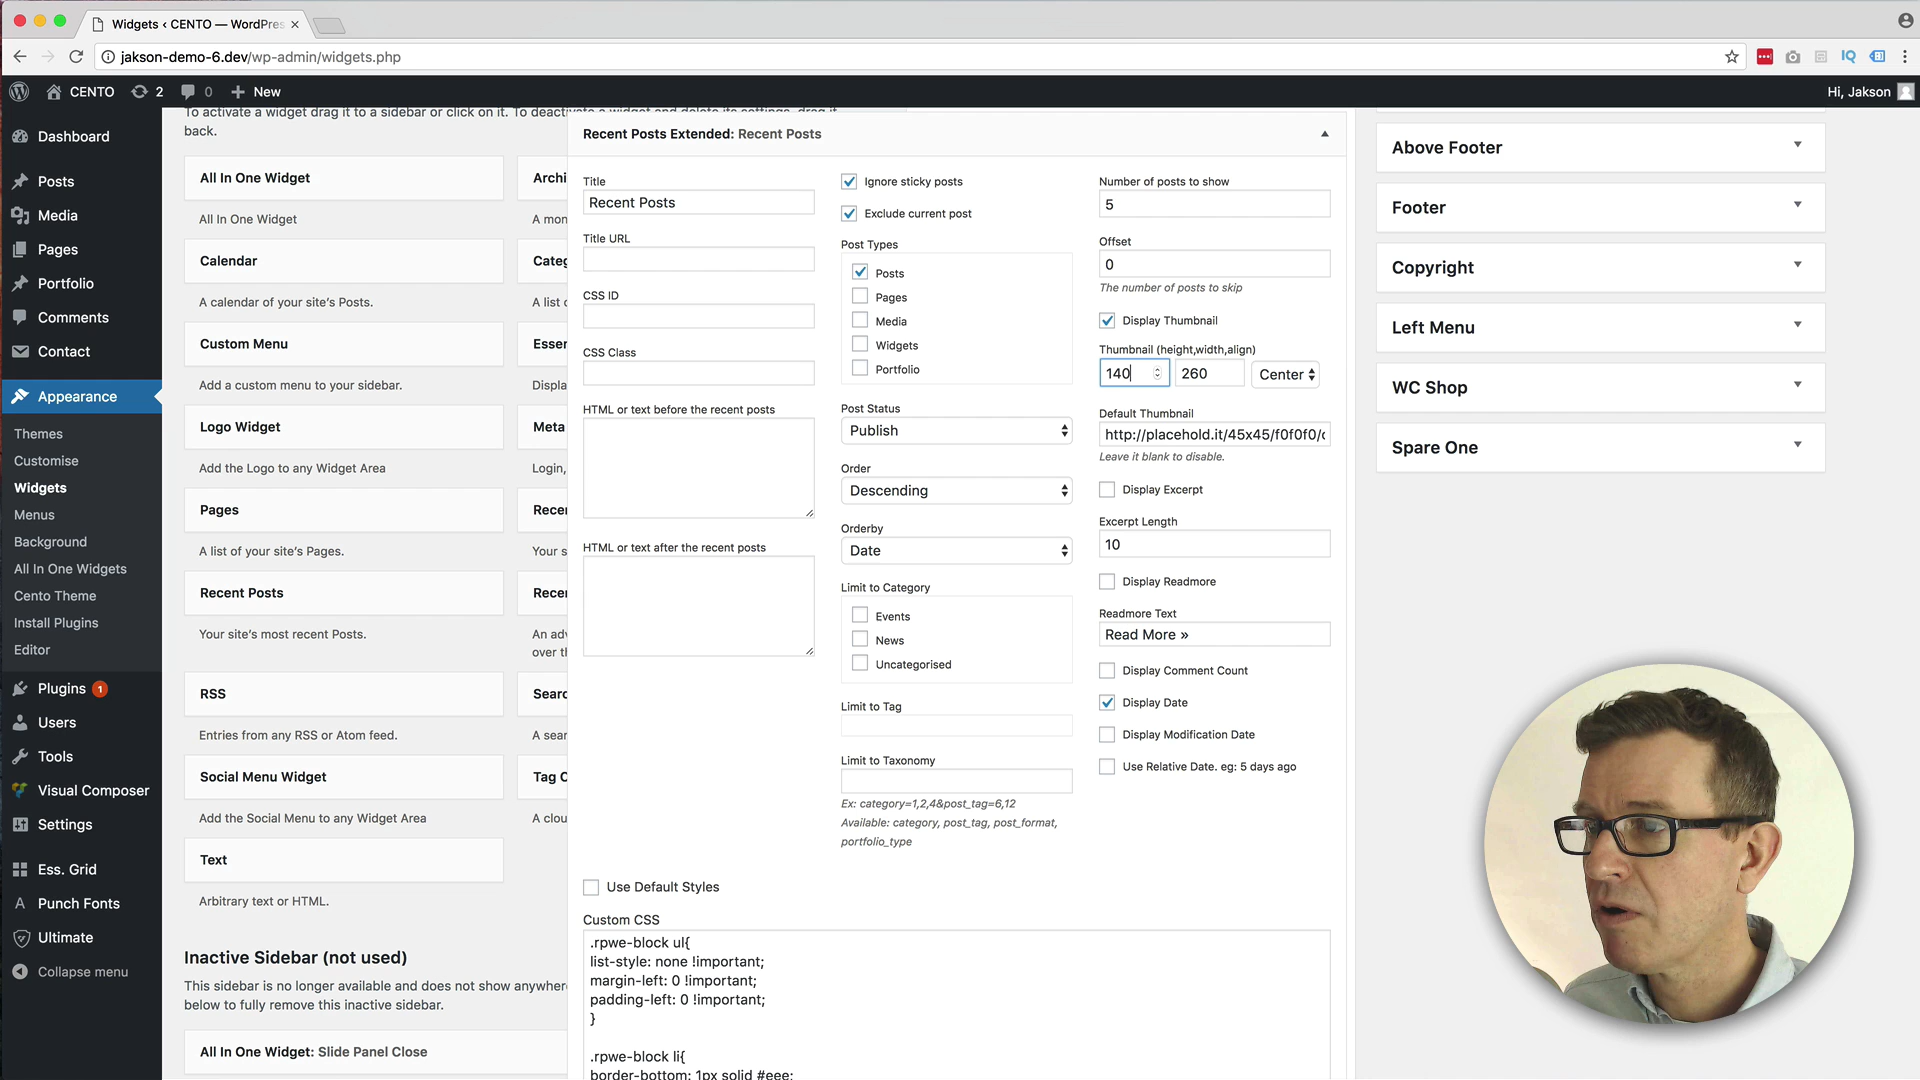 Widgets ‹ CENTO — WordPres
jakson-demo-6.dev/wp-admin/widgets.php
CENTO
2
0
New
Hi, Jakson
Dashboard
Posts
Media
Pages
Portfolio
Comments
Contact
Appearance
Themes
Customise
Widgets
Menus
Background
All In One Widgets
Cento Theme
Install Plugins
Editor
Plugins 1
Users
Tools
Visual Composer
Settings
Ess. Grid
Punch Fonts
Ultimate
Collapse menu
To activate a widget drag it to a sidebar or click on it. To deactivate a widget and delete its settings, drag it
back.
All In One Widget
All In One Widget
Calendar
A calendar of your site's Posts.
Custom Menu
Add a custom menu to your sidebar.
Logo Widget
Add the Logo to any Widget Area
Pages
A list of your site's Pages.
Recent Posts
Your site's most recent Posts.
RSS
Entries from any RSS or Atom feed.
Social Menu Widget
Add the Social Menu to any Widget Area
Text
Arbitrary text or HTML.
Inactive Sidebar (not used)
This sidebar is no longer available and does not show anywhere
below to fully remove this inactive sidebar.
All In One Widget: Slide Panel Close
Archi
A mon
Categ
A list o
Essen
Displa
Meta
Login,
Recen
Your s
Recen
An adv
over th
Searc
A sear
Tag C
A clou
Recent Posts Extended: Recent Posts
Title
Recent Posts
Title URL
CSS ID
CSS Class
HTML or text before the recent posts
HTML or text after the recent posts
Ignore sticky posts
Exclude current post
Post Types
Posts
Pages
Media
Widgets
Portfolio
Post Status
Publish
Order
Descending
Orderby
Date
Limit to Category
Events
News
Uncategorised
Limit to Tag
Limit to Taxonomy
Ex: category=1,2,4&post_tag=6,12
Available: category, post_tag, post_format,
portfolio_type
Number of posts to show
5
Offset
0
The number of posts to skip
Display Thumbnail
Thumbnail (height,width,align)
140 260 Center
Default Thumbnail
http://placehold.it/45x45/f0f0f0/c
Leave it blank to disable.
Display Excerpt
Excerpt Length
10
Display Readmore
Readmore Text
Read More »
Display Comment Count
Display Date
Display Modification Date
Use Relative Date. eg: 5 days ago
Use Default Styles
Custom CSS
.rpwe-block ul{
list-style: none !important;
margin-left: 0 !important;
padding-left: 0 !important;
}
.rpwe-block li{
border-bottom: 1px solid #eee;
Above Footer
Footer
Copyright
Left Menu
WC Shop
Spare One